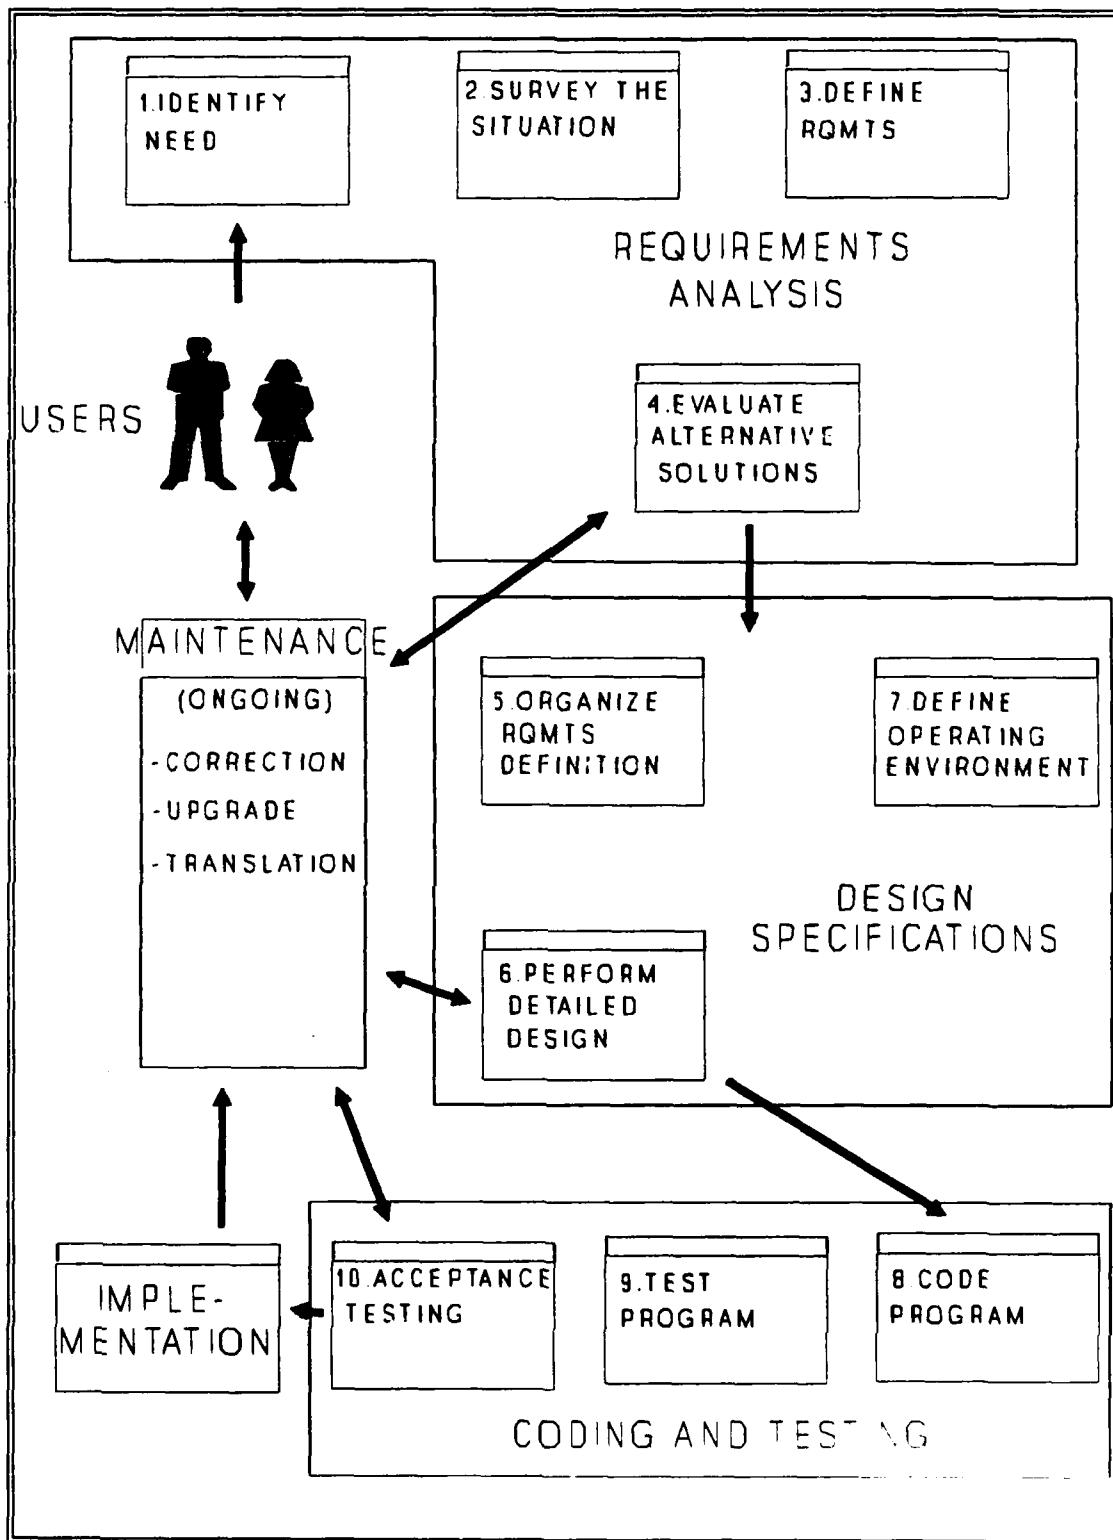 1.IDENTIFY
NEED
2.SURVEY THE
SITUATION
3.DEFINE
RQMTS
REQUIREMENTS
ANALYSIS
USERS
4.EVALUATE
ALTERNATIVE
SOLUTIONS
MAINTENANCE
(ONGOING)
-CORRECTION
-UPGRADE
-TRANSLATION
5.ORGANIZE
RQMTS
DEFINITION
7.DEFINE
OPERATING
ENVIRONMENT
DESIGN
SPECIFICATIONS
6.PERFORM
DETAILED
DESIGN
IMPLE-
MENTATION
10.ACCEPTANCE
TESTING
9.TEST
PROGRAM
8.CODE
PROGRAM
CODING AND TESTING